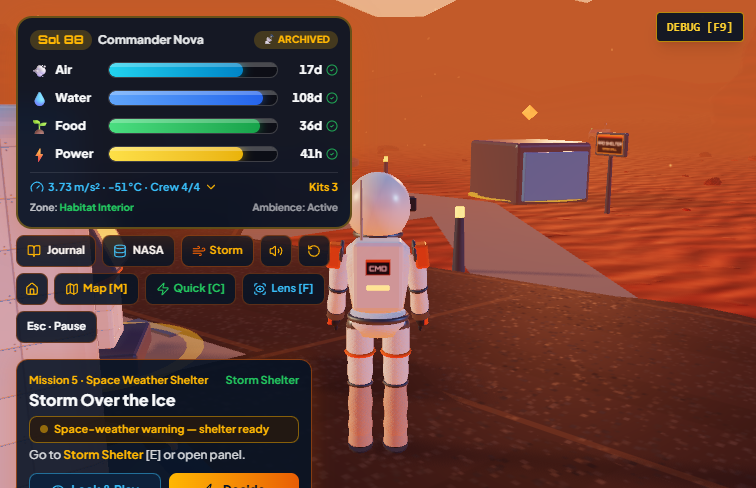 Sol 88 Commander Nova ARCHIVED
Air 17d
Water 108d
Food 36d
Power 41h
3.73 m/s² · -51°C · Crew 4/4 Kits 3
Zone: Habitat Interior Ambience: Active
DEBUG [F9]
Journal NASA Storm
Map [M] Quick [C] Lens [F]
Esc · Pause
CMD
Mission 5 · Space Weather Shelter Storm Shelter
Storm Over the Ice
Space-weather warning — shelter ready
Go to Storm Shelter [E] or open panel.
Decide